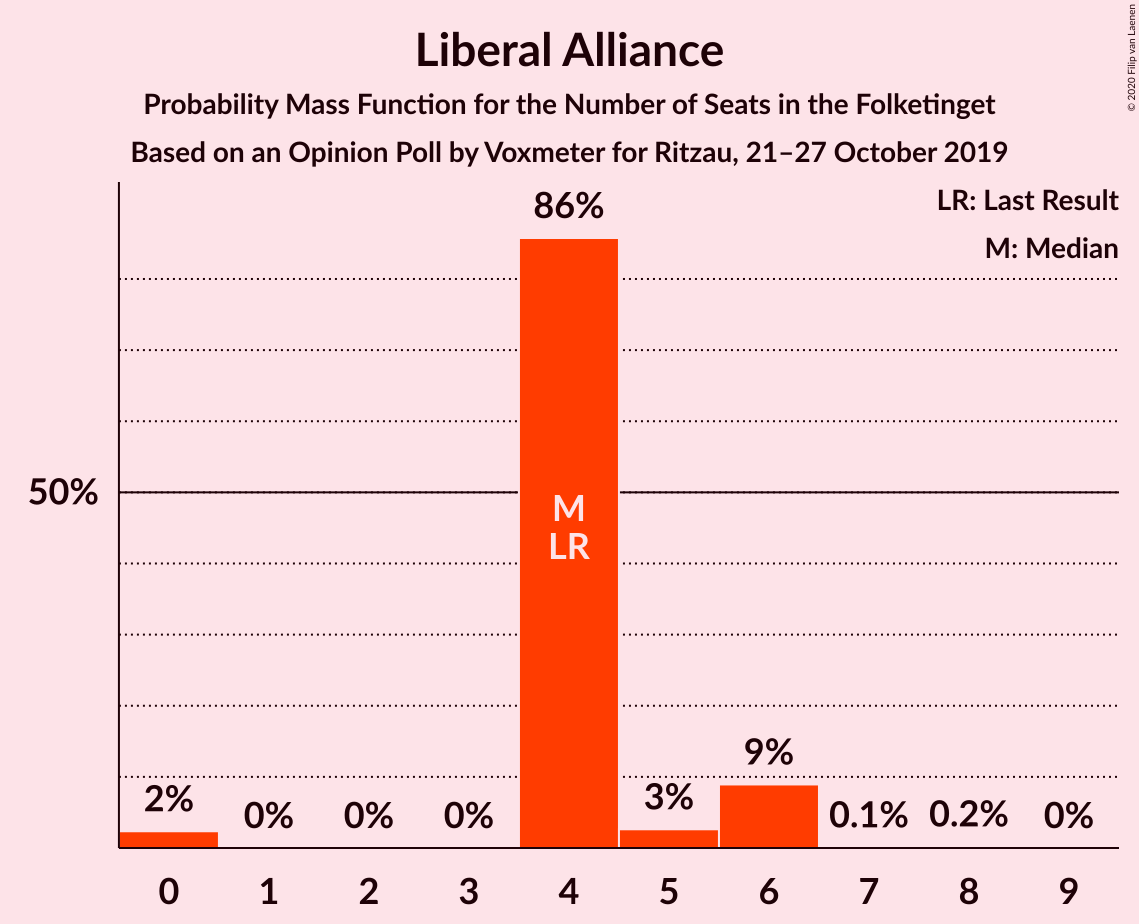 Liberal Alliance
Probability Mass Function for the Number of Seats in the Folketinget
Based on an Opinion Poll by Voxmeter for Ritzau, 21–27 October 2019
© 2020 Filip van Laenen
LR: Last Result
M: Median
50%
86%
M
LR
2%
0%
0%
0%
3%
9%
0.1%
0.2%
0%
0
1
2
3
4
5
6
7
8
9